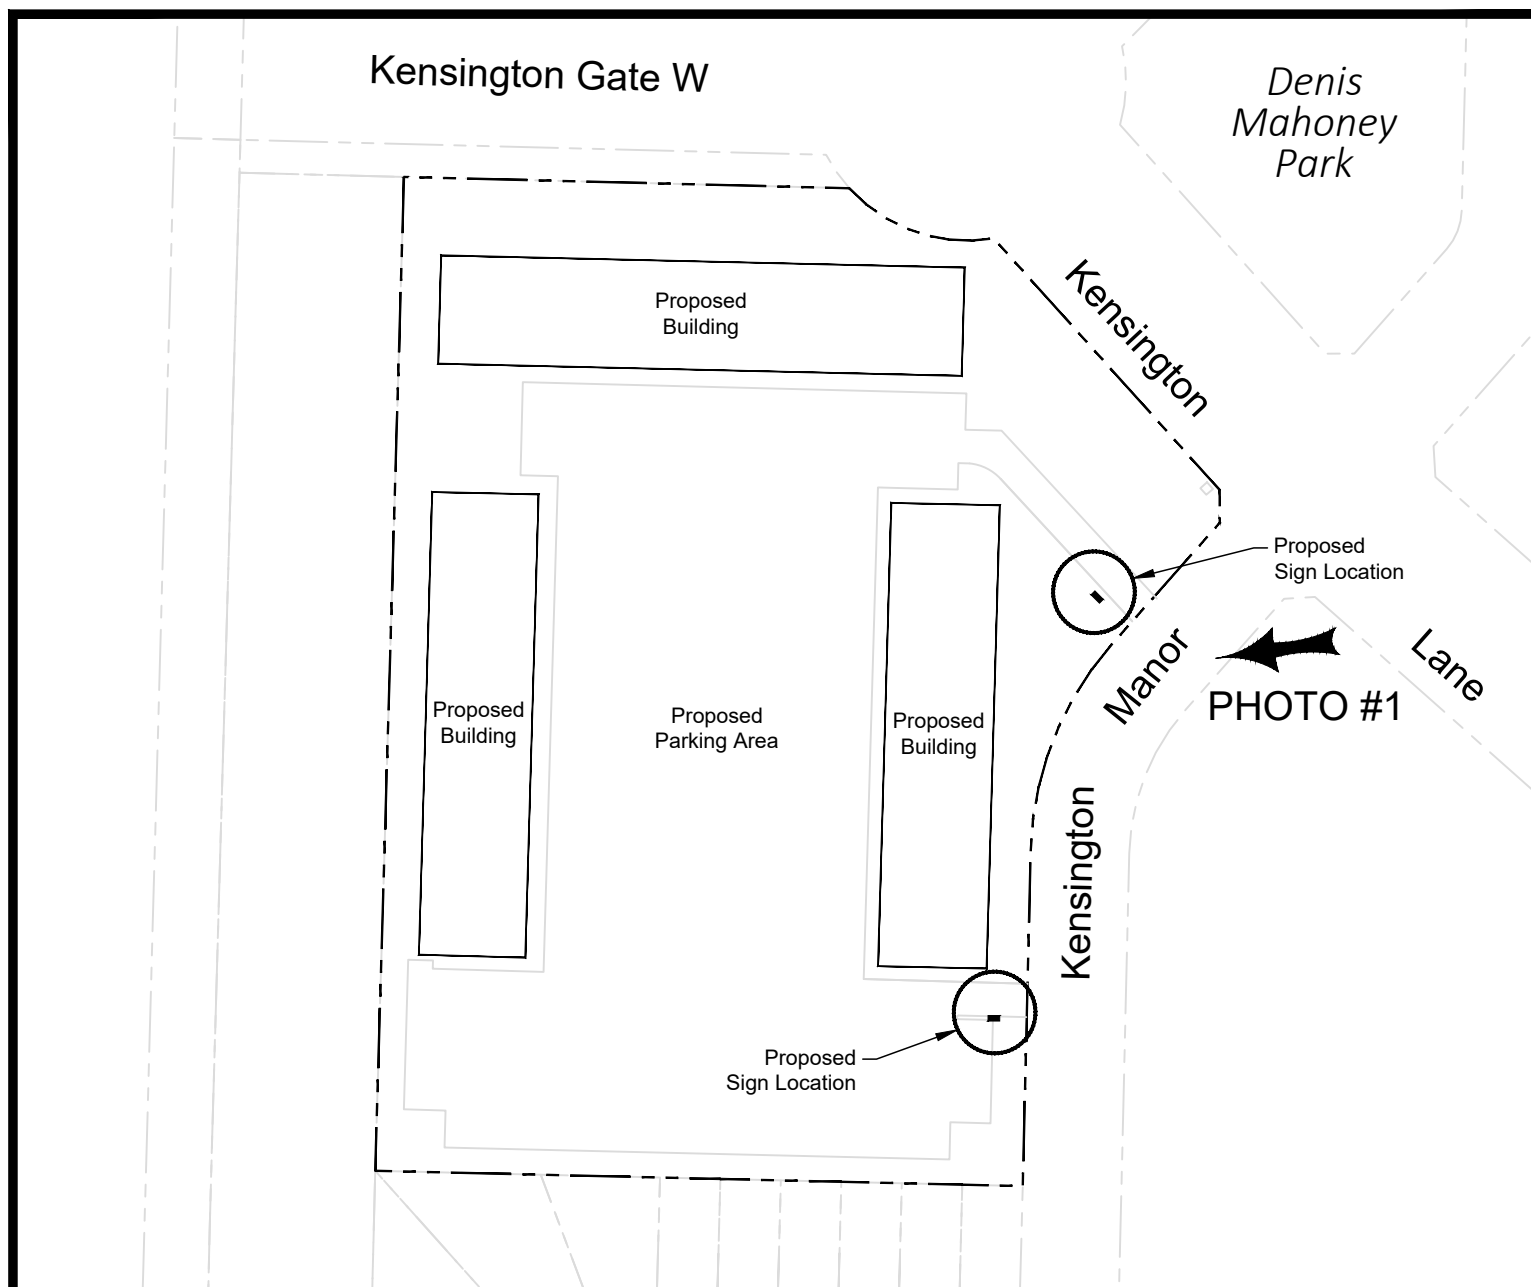 Kensington Gate W
Denis
Mahoney
Park
Kensington
Proposed
Building
Proposed
Sign Location
Lane
Manor
PHOTO #1
Proposed
Building
Proposed
Parking Area
Proposed
Building
Kensington
Proposed
Sign Location